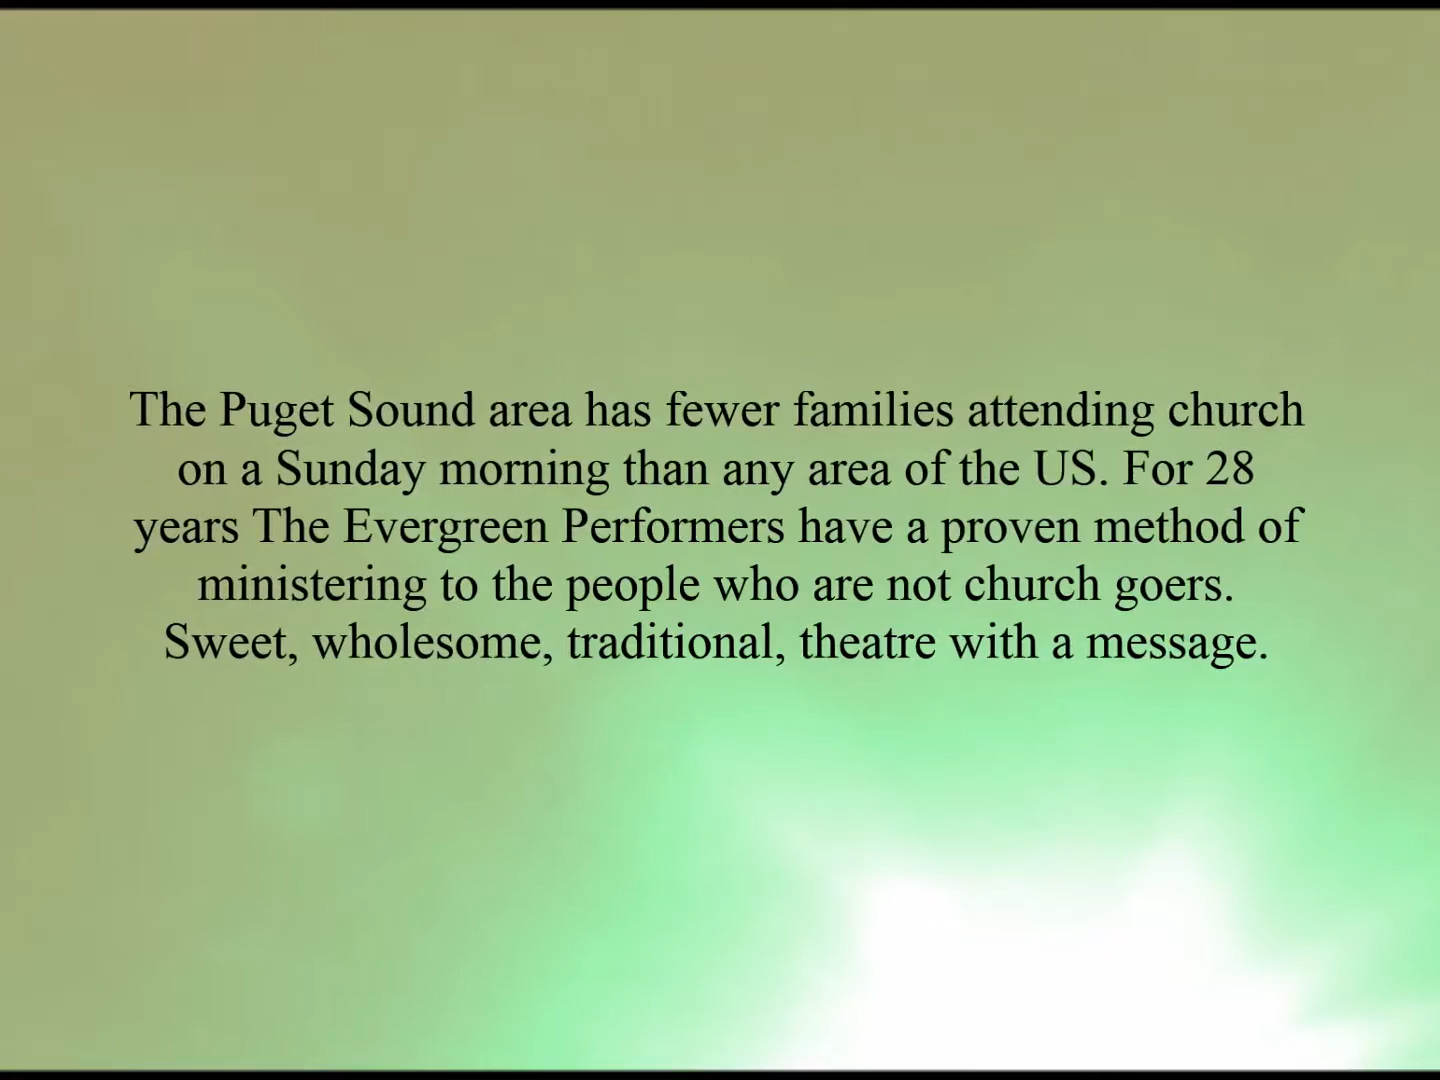 The Puget Sound area has fewer families attending church
on a Sunday morning than any area of the US. For 28
years The Evergreen Performers have a proven method of
ministering to the people who are not church goers.
Sweet, wholesome, traditional, theatre with a message.